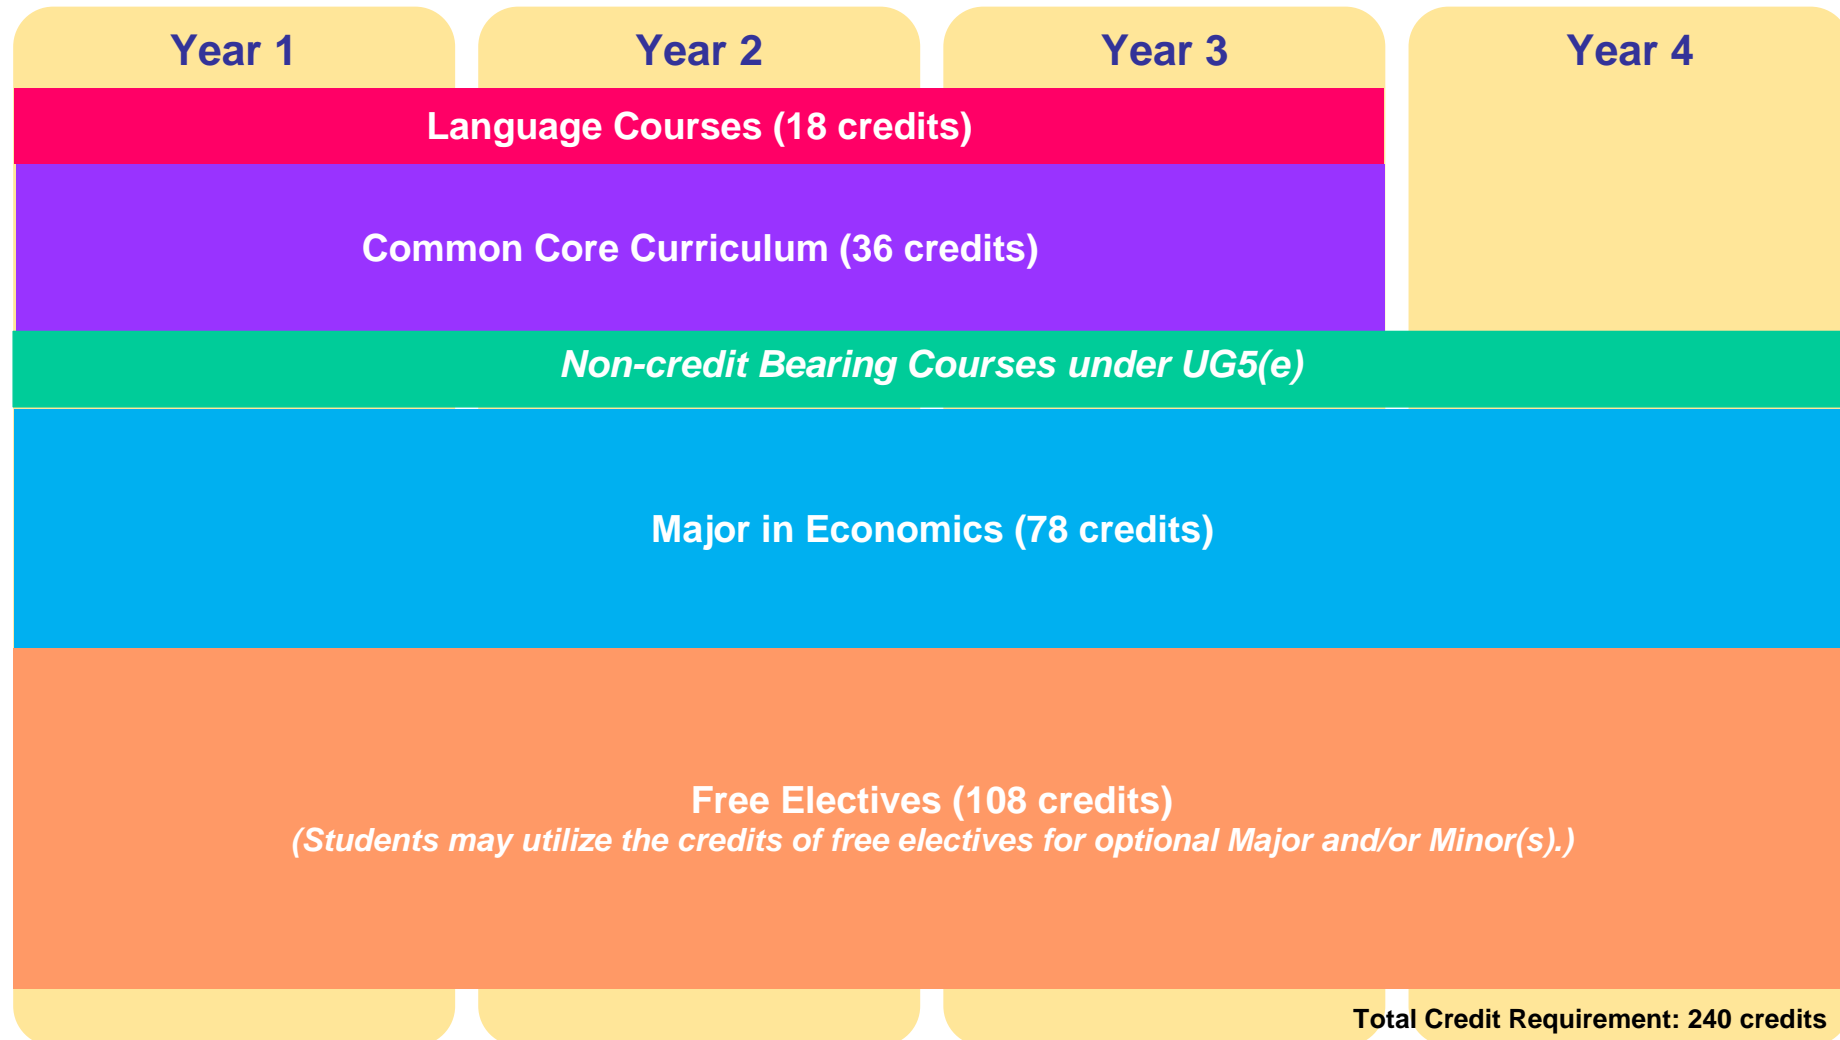 Year 1
Year 2
Year 3
Year 4
Language Courses (18 credits)
Common Core Curriculum (36 credits)
Non-credit Bearing Courses under UG5(e)
Major in Economics (78 credits)
Free Electives (108 credits)
(Students may utilize the credits of free electives for optional Major and/or Minor(s).)
Total Credit Requirement: 240 credits